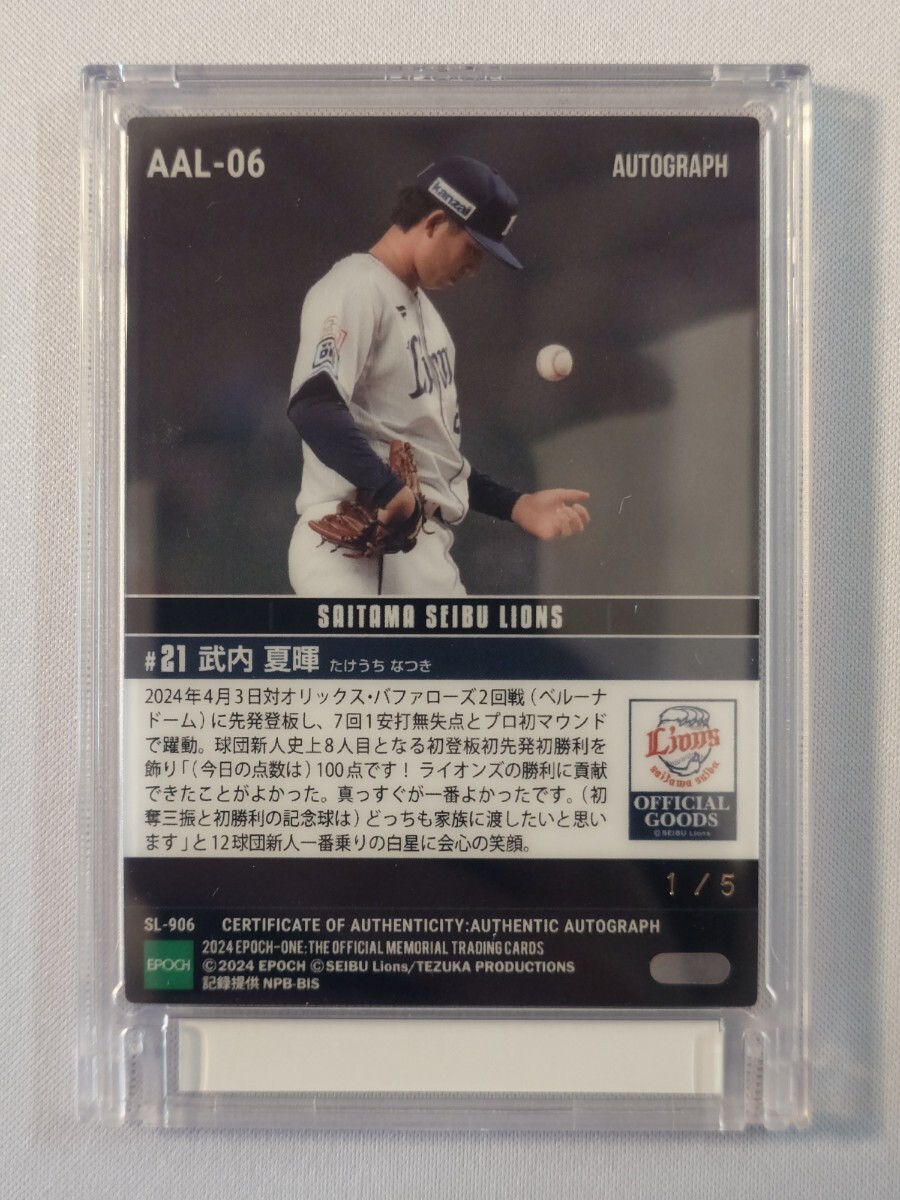 AAL-06
AUTOGRAPH
kanzai
Lions
SAITAMA SEIBU LIONS
#21 武内 夏暉 たけうち なつき
2024年4月3日対オリックス・バファローズ2回戦（ベルーナ
ドーム）に先発登板し、7回1安打無失点とプロ初マウンド
で躍動。球団新人史上8人目となる初登板初先発初勝利を
飾り「（今日の点数は）100点です！ ライオンズの勝利に貢献
できたことがよかった。真っすぐが一番よかったです。（初
奪三振と初勝利の記念球は）どっちも家族に渡したいと思い
ます」と12球団新人一番乗りの白星に会心の笑顔。
Lions
saitama seibu
OFFICIAL
GOODS
©SEIBU Lions
1 / 5
SL-906 CERTIFICATE OF AUTHENTICITY:AUTHENTIC AUTOGRAPH
EPOCH
2024 EPOCH-ONE:THE OFFICIAL MEMORIAL TRADING CARDS
©2024 EPOCH ©SEIBU Lions/TEZUKA PRODUCTIONS
記録提供 NPB-BIS